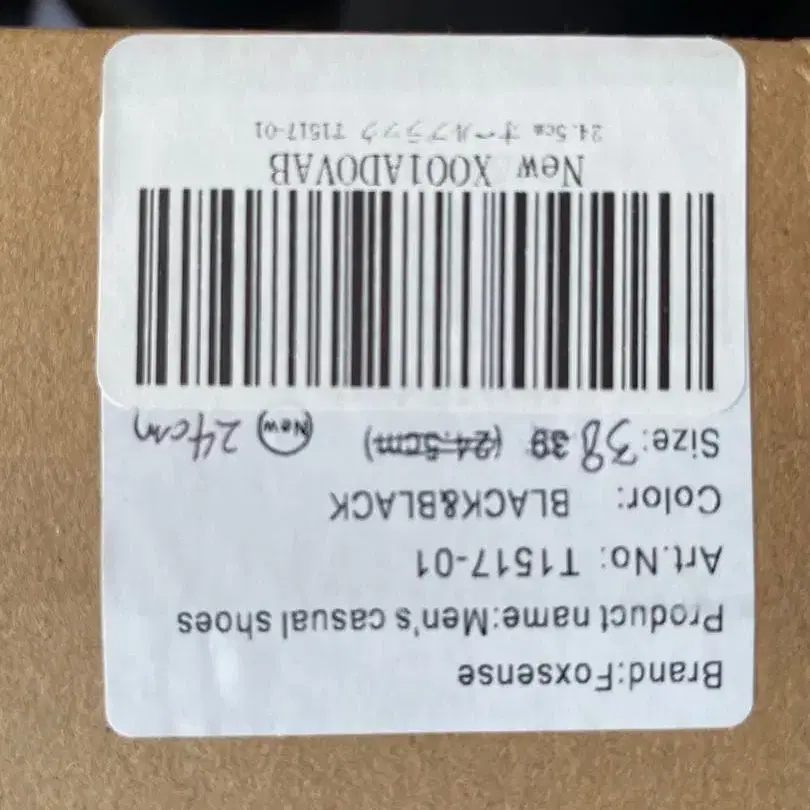 Brand:Foxsense
Product name:Men's casual shoes
Art.No: T1517-01
Color: BLACK&BLACK
Size:38 39 (24.5cm) New 24cm
New X001ADOVAB
24.5cm オールブラック T1517-01